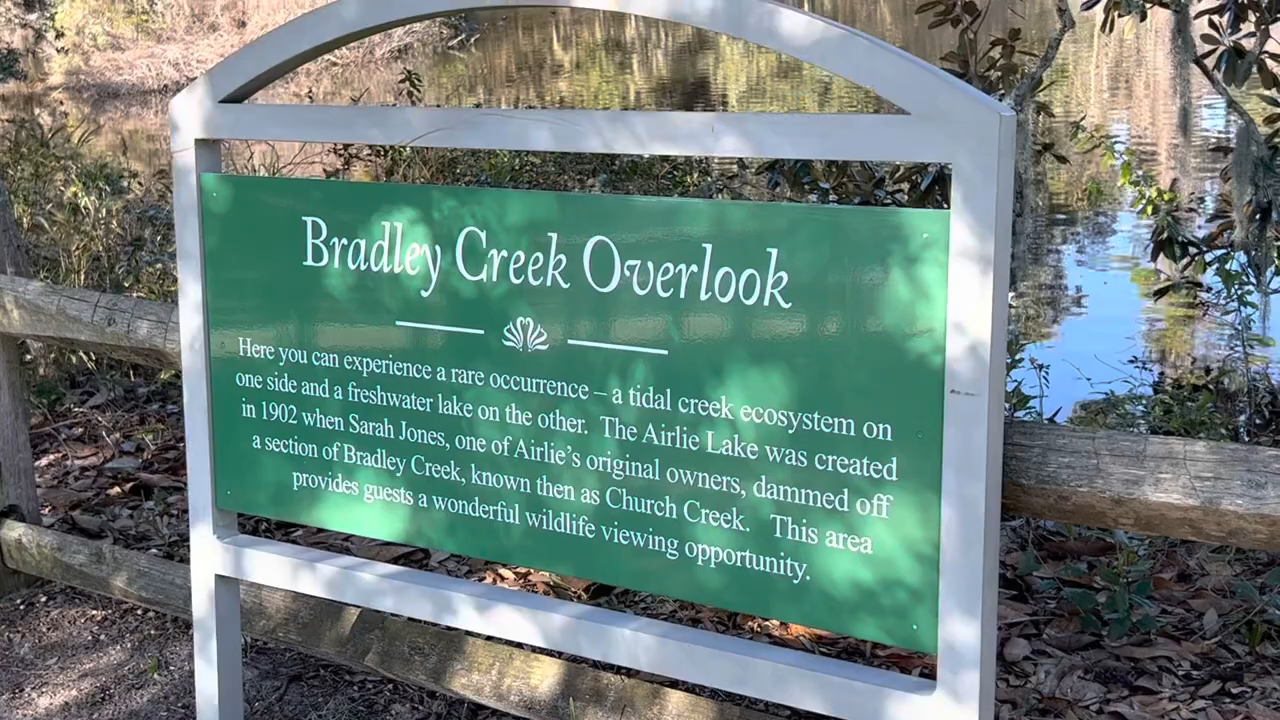 Bradley Creek Overlook
Here you can experience a rare occurrence – a tidal creek ecosystem on
one side and a freshwater lake on the other. The Airlie Lake was created
in 1902 when Sarah Jones, one of Airlie's original owners, dammed off
a section of Bradley Creek, known then as Church Creek. This area
provides guests a wonderful wildlife viewing opportunity.